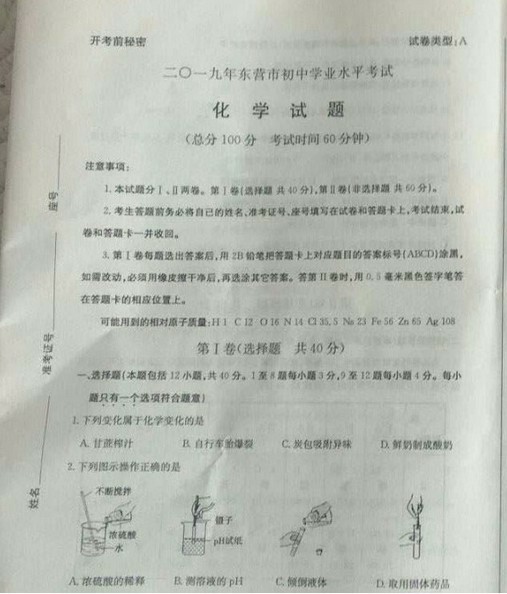 开考前秘密
试卷类型:A
二〇一九年东营市初中学业水平考试
化 学 试 题
(总分 100 分 考试时间 60 分钟)
注意事项:
1. 本试题分 Ⅰ、Ⅱ 两卷。第 Ⅰ 卷(选择题 共 40 分),第 Ⅱ 卷(非选择题 共 60 分)。
2. 考生答题前务必将自己的姓名、准考证号、座号填写在试卷和答题卡上,考试结束,试
卷和答题卡一并收回。
3. 第 Ⅰ 卷每题选出答案后,用 2B 铅笔把答题卡上对应题目的答案标号(ABCD)涂黑,
如需改动,必须用橡皮擦干净后,再选涂其它答案。答第 Ⅱ 卷时,用 0.5 毫米黑色签字笔答
在答题卡的相应位置上。
可能用到的相对原子质量:H 1 C 12 O 16 N 14 Cl 35.5 Na 23 Fe 56 Zn 65 Ag 108
第 Ⅰ 卷(选择题 共 40 分)
一、选择题(本题包括 12 小题,共 40 分。1 至 8 题每小题 3 分,9 至 12 题每小题 4 分。每小
题只有一个选项符合题意)
1. 下列变化属于化学变化的是
A. 甘蔗榨汁 B. 自行车胎爆裂 C. 炭包吸附异味 D. 鲜奶制成酸奶
2. 下列图示操作正确的是
不断搅拌
浓硫酸
水
镊子
pH试纸
A. 浓硫酸的稀释 B. 测溶液的 pH C. 倾倒液体 D. 取用固体药品
座号
准考证号
姓名